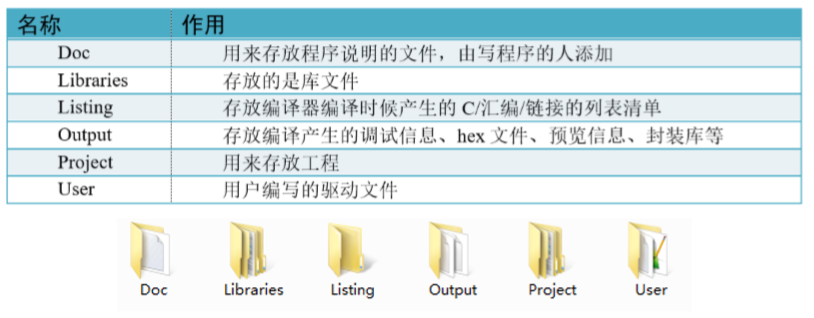 名称 作用
Doc 用来存放程序说明的文件，由写程序的人添加
Libraries 存放的是库文件
Listing 存放编译器编译时候产生的 C/汇编/链接的列表清单
Output 存放编译产生的调试信息、hex 文件、预览信息、封装库等
Project 用来存放工程
User 用户编写的驱动文件
Doc Libraries Listing Output Project User